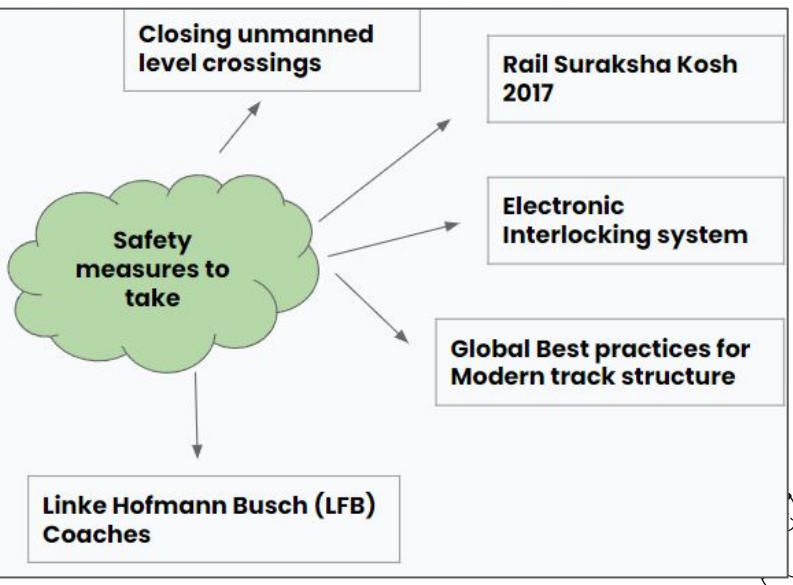 Closing unmanned
level crossings
Rail Suraksha Kosh
2017
Electronic
Interlocking system
Safety
measures to
take
Global Best practices for
Modern track structure
Linke Hofmann Busch (LFB)
Coaches